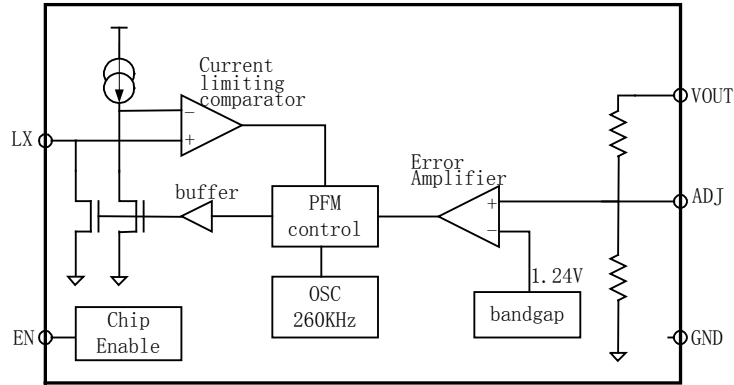 Current
limiting
comparator
−
+
LX
VOUT
Error
Amplifier
buffer
PFM
control
+
−
ADJ
1.24V
OSC
260KHz
bandgap
Chip
Enable
EN
GND